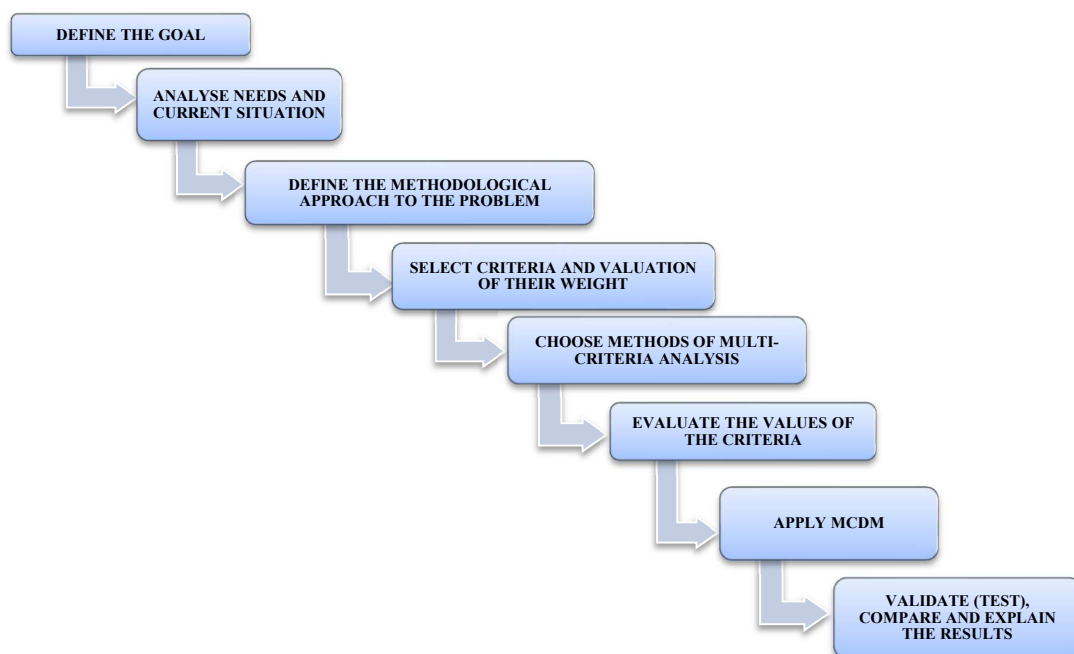 DEFINE THE GOAL
ANALYSE NEEDS AND
CURRENT SITUATION
DEFINE THE METHODOLOGICAL
APPROACH TO THE PROBLEM
SELECT CRITERIA AND VALUATION
OF THEIR WEIGHT
CHOOSE METHODS OF MULTI-
CRITERIA ANALYSIS
EVALUATE THE VALUES OF
THE CRITERIA
APPLY MCDM
VALIDATE (TEST),
COMPARE AND EXPLAIN
THE RESULTS